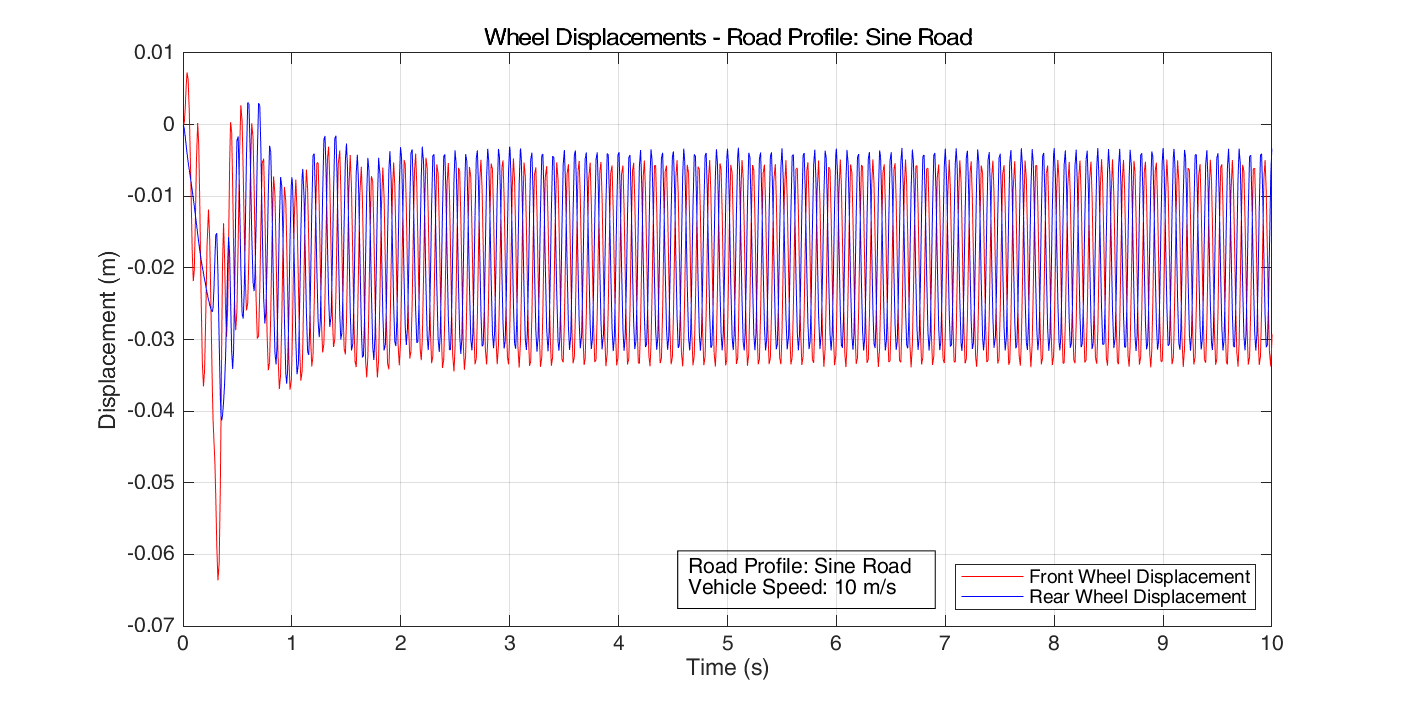 Wheel Displacements - Road Profile: Sine Road
0.01
0
-0.01
-0.02
-0.03
-0.04
-0.05
-0.06
-0.07
Displacement (m)
Road Profile: Sine Road
Vehicle Speed: 10 m/s
Front Wheel Displacement
Rear Wheel Displacement
0 1 2 3 4 5 6 7 8 9 10
Time (s)